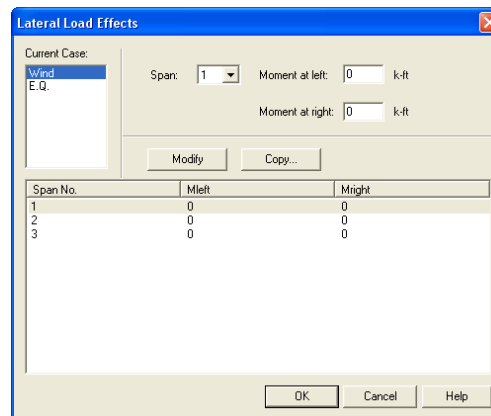 Lateral Load Effects
Current Case:
Wind
E.Q.
Span: 1 Moment at left: 0 k-ft
Moment at right: 0 k-ft
Modify Copy...
Span No. Mleft Mright
1 0 0
2 0 0
3 0 0
OK Cancel Help